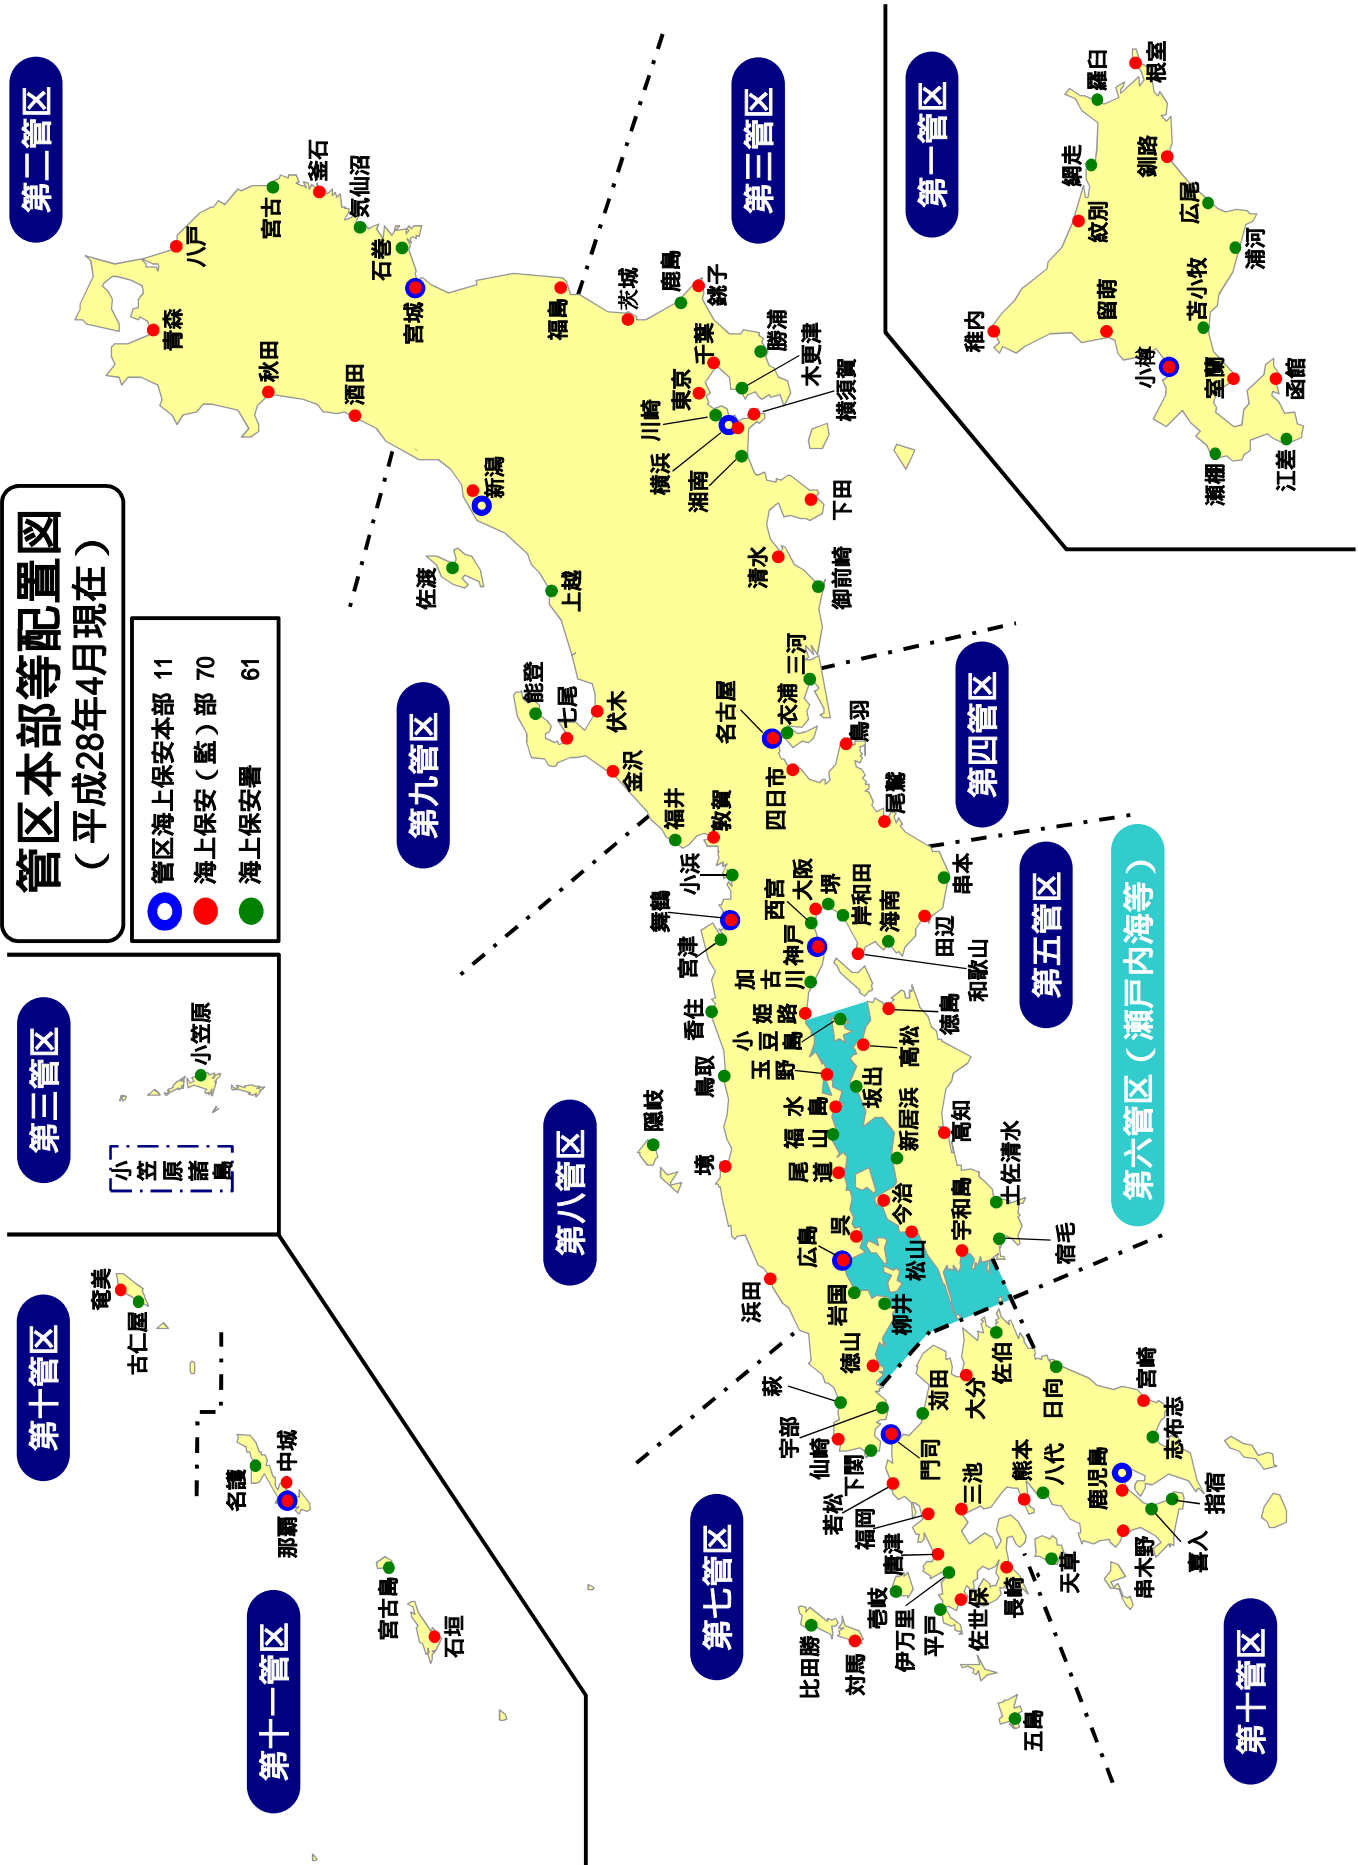 管区本部等配置図
（平成28年4月現在）
管区海上保安本部 11
海上保安（監）部 70
海上保安署 61
第一管区
稚内
紋別
網走
羅臼
根室
釧路
広尾
浦河
苫小牧
留萌
小樽
室蘭
函館
瀬棚
江差
第二管区
青森
八戸
宮古
釜石
気仙沼
石巻
宮城
福島
秋田
酒田
第三管区
茨城
鹿島
銚子
千葉
勝浦
木更津
東京
川崎
横浜
横須賀
湘南
下田
清水
御前崎
第三管区
小笠原
小笠原諸島
第四管区
三河
衣浦
名古屋
四日市
鳥羽
尾鷲
第五管区
大阪
堺
岸和田
西宮
神戸
加古川
姫路
海南
和歌山
田辺
串本
徳島
高知
土佐清水
宿毛
第六管区（瀬戸内海等）
小豆島
玉野
水島
福山
尾道
呉
広島
岩国
柳井
徳山
高松
坂出
新居浜
今治
松山
宇和島
第七管区
萩
宇部
仙崎
下関
門司
苅田
大分
佐伯
若松
福岡
三池
唐津
壱岐
伊万里
平戸
佐世保
長崎
比田勝
対馬
五島
第八管区
福井
敦賀
小浜
舞鶴
宮津
香住
鳥取
隠岐
境
浜田
第九管区
新潟
佐渡
上越
能登
七尾
伏木
金沢
第十管区
熊本
八代
天草
日向
宮崎
志布志
鹿児島
指宿
喜入
串木野
第十管区
奄美
古仁屋
第十一管区
名護
中城
那覇
宮古島
石垣